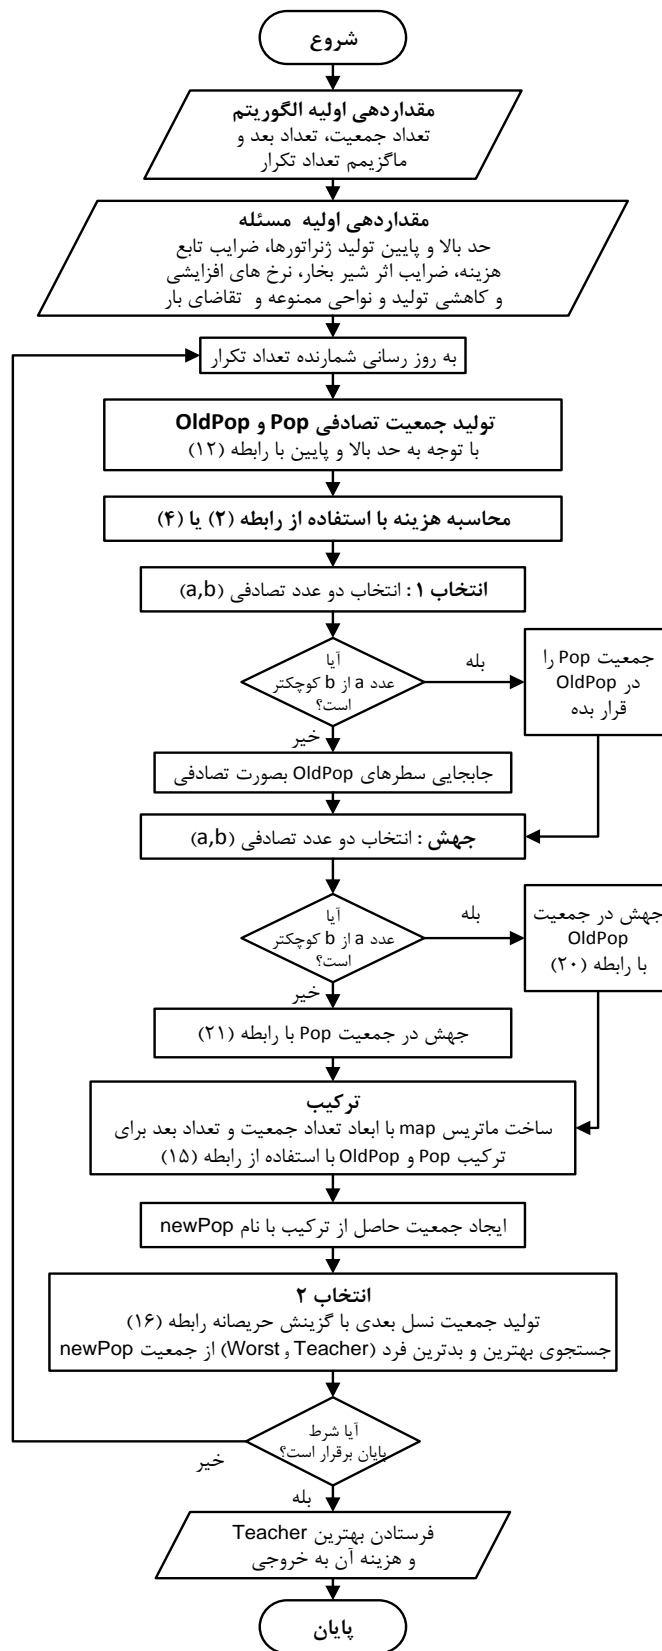 شروع
مقداردهی اولیه الگوریتم
تعداد جمعیت، تعداد بعد و
ماگزیمم تعداد تکرار
مقداردهی اولیه مسئله
حد بالا و پایین تولید ژنراتورها، ضرایب تابع
هزینه، ضرایب اثر شیر بخار، نرخ های افزایشی
و کاهشی تولید و نواحی ممنوعه و تقاضای بار
به روز رسانی شمارنده تعداد تکرار
تولید جمعیت تصادفی Pop و OldPop
با توجه به حد بالا و پایین با رابطه (۱۲)
محاسبه هزینه با استفاده از رابطه (۲) یا (۴)
انتخاب ۱ : انتخاب دو عدد تصادفی (a,b)
آیا
عدد a از b کوچکتر
است؟
بله
جمعیت Pop را
در OldPop
قرار بده
خیر
جابجایی سطرهای OldPop بصورت تصادفی
جهش : انتخاب دو عدد تصادفی (a,b)
آیا
عدد a از b کوچکتر
است؟
بله
جهش در جمعیت
OldPop
با رابطه (۲۰)
خیر
جهش در جمعیت Pop با رابطه (۲۱)
ترکیب
ساخت ماتریس map با ابعاد تعداد جمعیت و تعداد بعد برای
ترکیب Pop و OldPop با استفاده از رابطه (۱۵)
ایجاد جمعیت حاصل از ترکیب با نام newPop
انتخاب ۲
تولید جمعیت نسل بعدی با گزینش حریصانه رابطه (۱۶)
جستجوی بهترین و بدترین فرد (Teacher و Worst) از جمعیت newPop
آیا شرط
پایان برقرار است؟
خیر
بله
فرستادن بهترین Teacher
و هزینه آن به خروجی
پایان